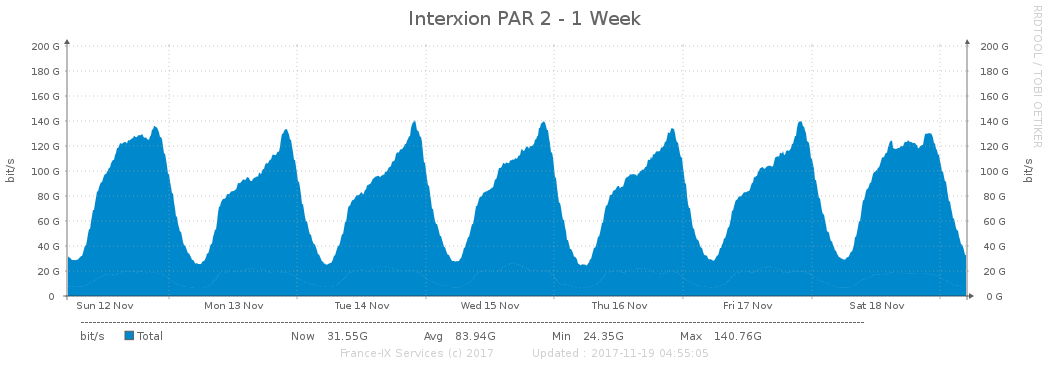 Interxion PAR 2 - 1 Week
RRDTOOL / TOBI OETIKER
200 G 200 G
180 G 180 G
160 G 160 G
140 G 140 G
120 G 120 G
100 G 100 G
80 G 80 G
60 G 60 G
40 G 40 G
20 G 20 G
0 0 G
bit/s bit/s
Sun 12 Nov Mon 13 Nov Tue 14 Nov Wed 15 Nov Thu 16 Nov Fri 17 Nov Sat 18 Nov
bit/s Total Now 31.55G Avg 83.94G Min 24.35G Max 140.76G
France-IX Services (c) 2017 Updated : 2017-11-19 04:55:05